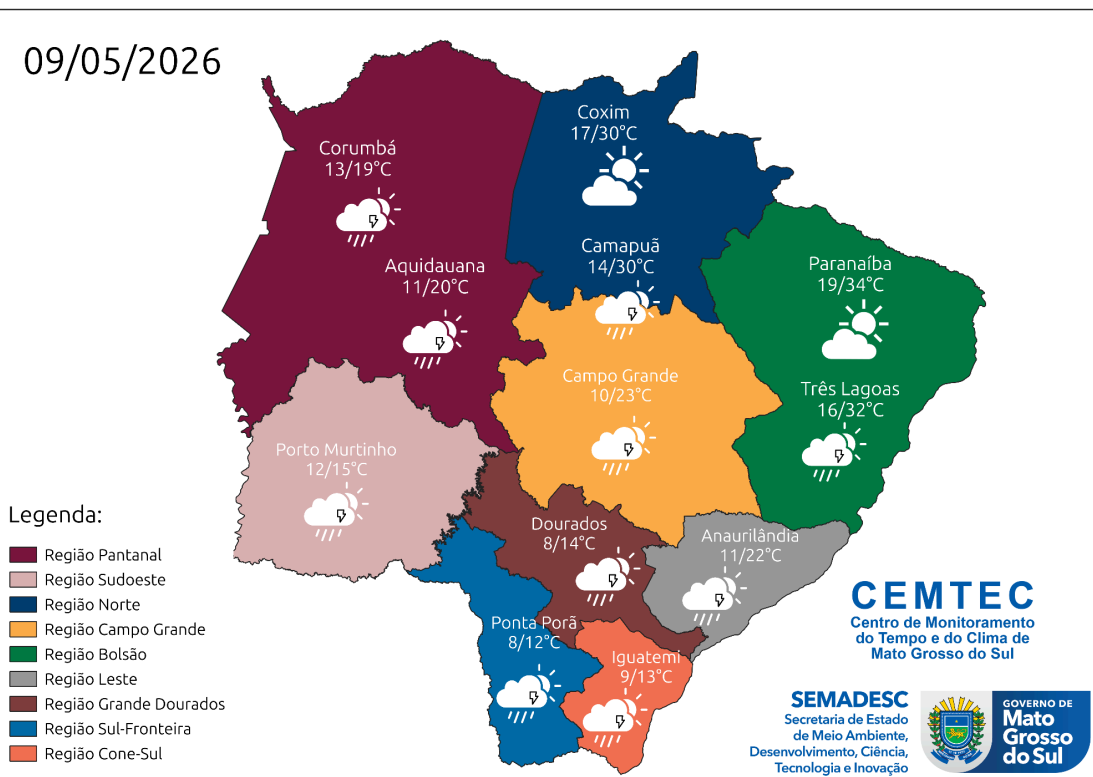 09/05/2026
Coxim
17/30°C
Corumbá
13/19°C
Camapuã
14/30°C
Aquidauana
11/20°C
Paranaíba
19/34°C
Campo Grande
10/23°C
Três Lagoas
16/32°C
Porto Murtinho
12/15°C
Dourados
8/14°C
Anaurilândia
11/22°C
Ponta Porã
8/12°C
Iguatemi
9/13°C
Legenda:
Região Pantanal
Região Sudoeste
Região Norte
Região Campo Grande
Região Bolsão
Região Leste
Região Grande Dourados
Região Sul-Fronteira
Região Cone-Sul
CEMTEC
Centro de Monitoramento
do Tempo e do Clima de
Mato Grosso do Sul
SEMADESC
Secretaria de Estado
de Meio Ambiente,
Desenvolvimento, Ciência,
Tecnologia e Inovação
GOVERNO DE
Mato
Grosso
do Sul